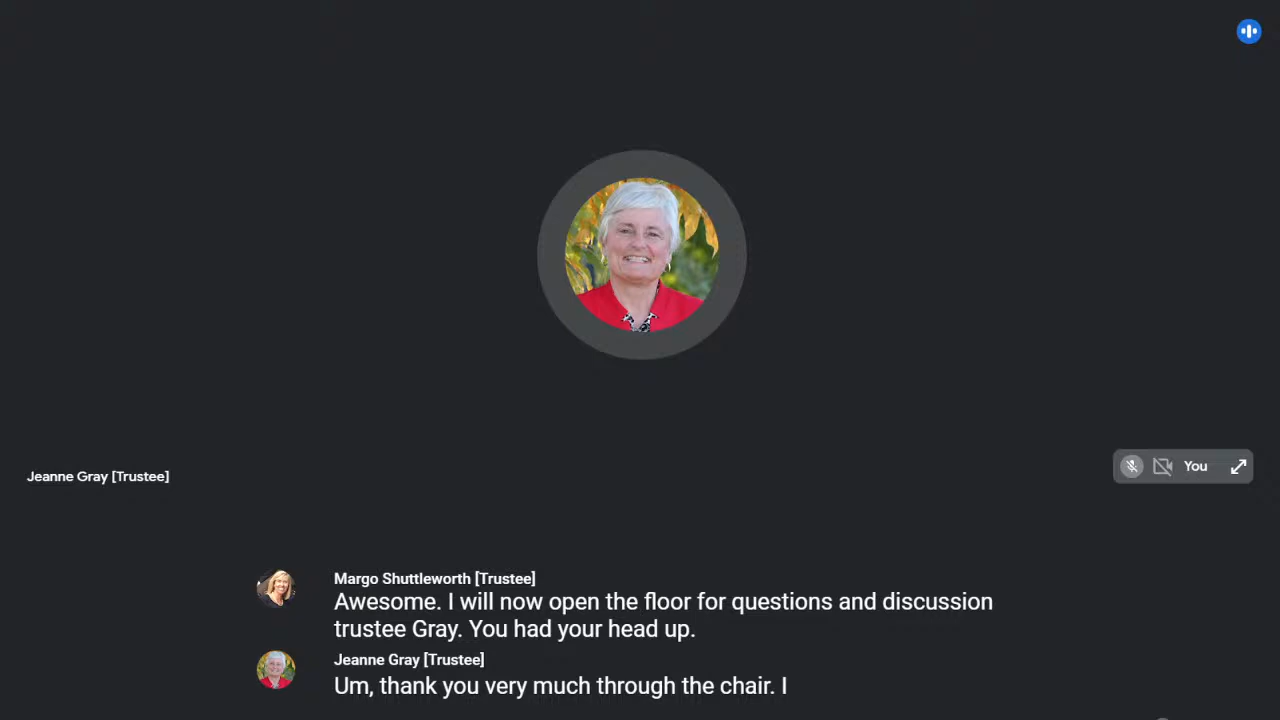 Jeanne Gray [Trustee]
You
Margo Shuttleworth [Trustee]
Awesome. I will now open the floor for questions and discussion
trustee Gray. You had your head up.
Jeanne Gray [Trustee]
Um, thank you very much through the chair. I